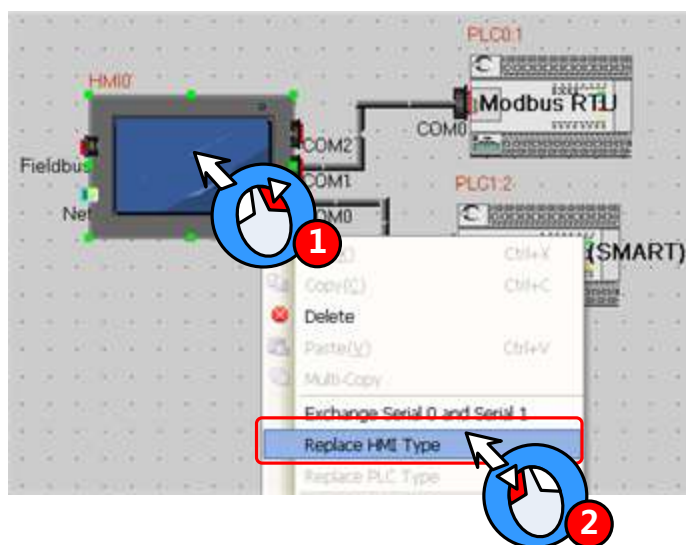 PLC0:1
HMI0
Modbus RTU
COM0
COM2
Fieldbus
COM1
PLC1:2
Net
COM0
1
(SMART)
Ctrl+X
Copy(C) Ctrl+C
Delete
Paste(V) Ctrl+V
Multi-Copy
Exchange Serial 0 and Serial 1
Replace HMI Type
Replace PLC Type
2